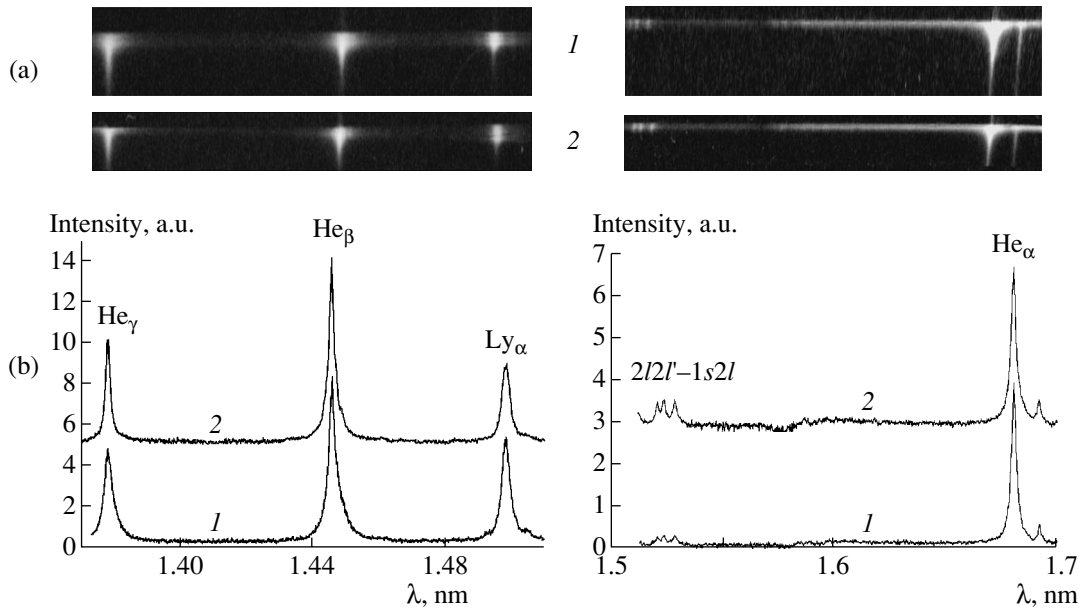 (a)
1
2
Intensity, a.u.
Intensity, a.u.
(b)
14
12
10
8
6
4
2
0
He_γ
He_β
Ly_α
2
1
1.40
1.44
1.48
λ, nm
7
6
5
4
3
2
1
0
2l2l'–1s2l
He_α
2
1
1.5
1.6
1.7
λ, nm